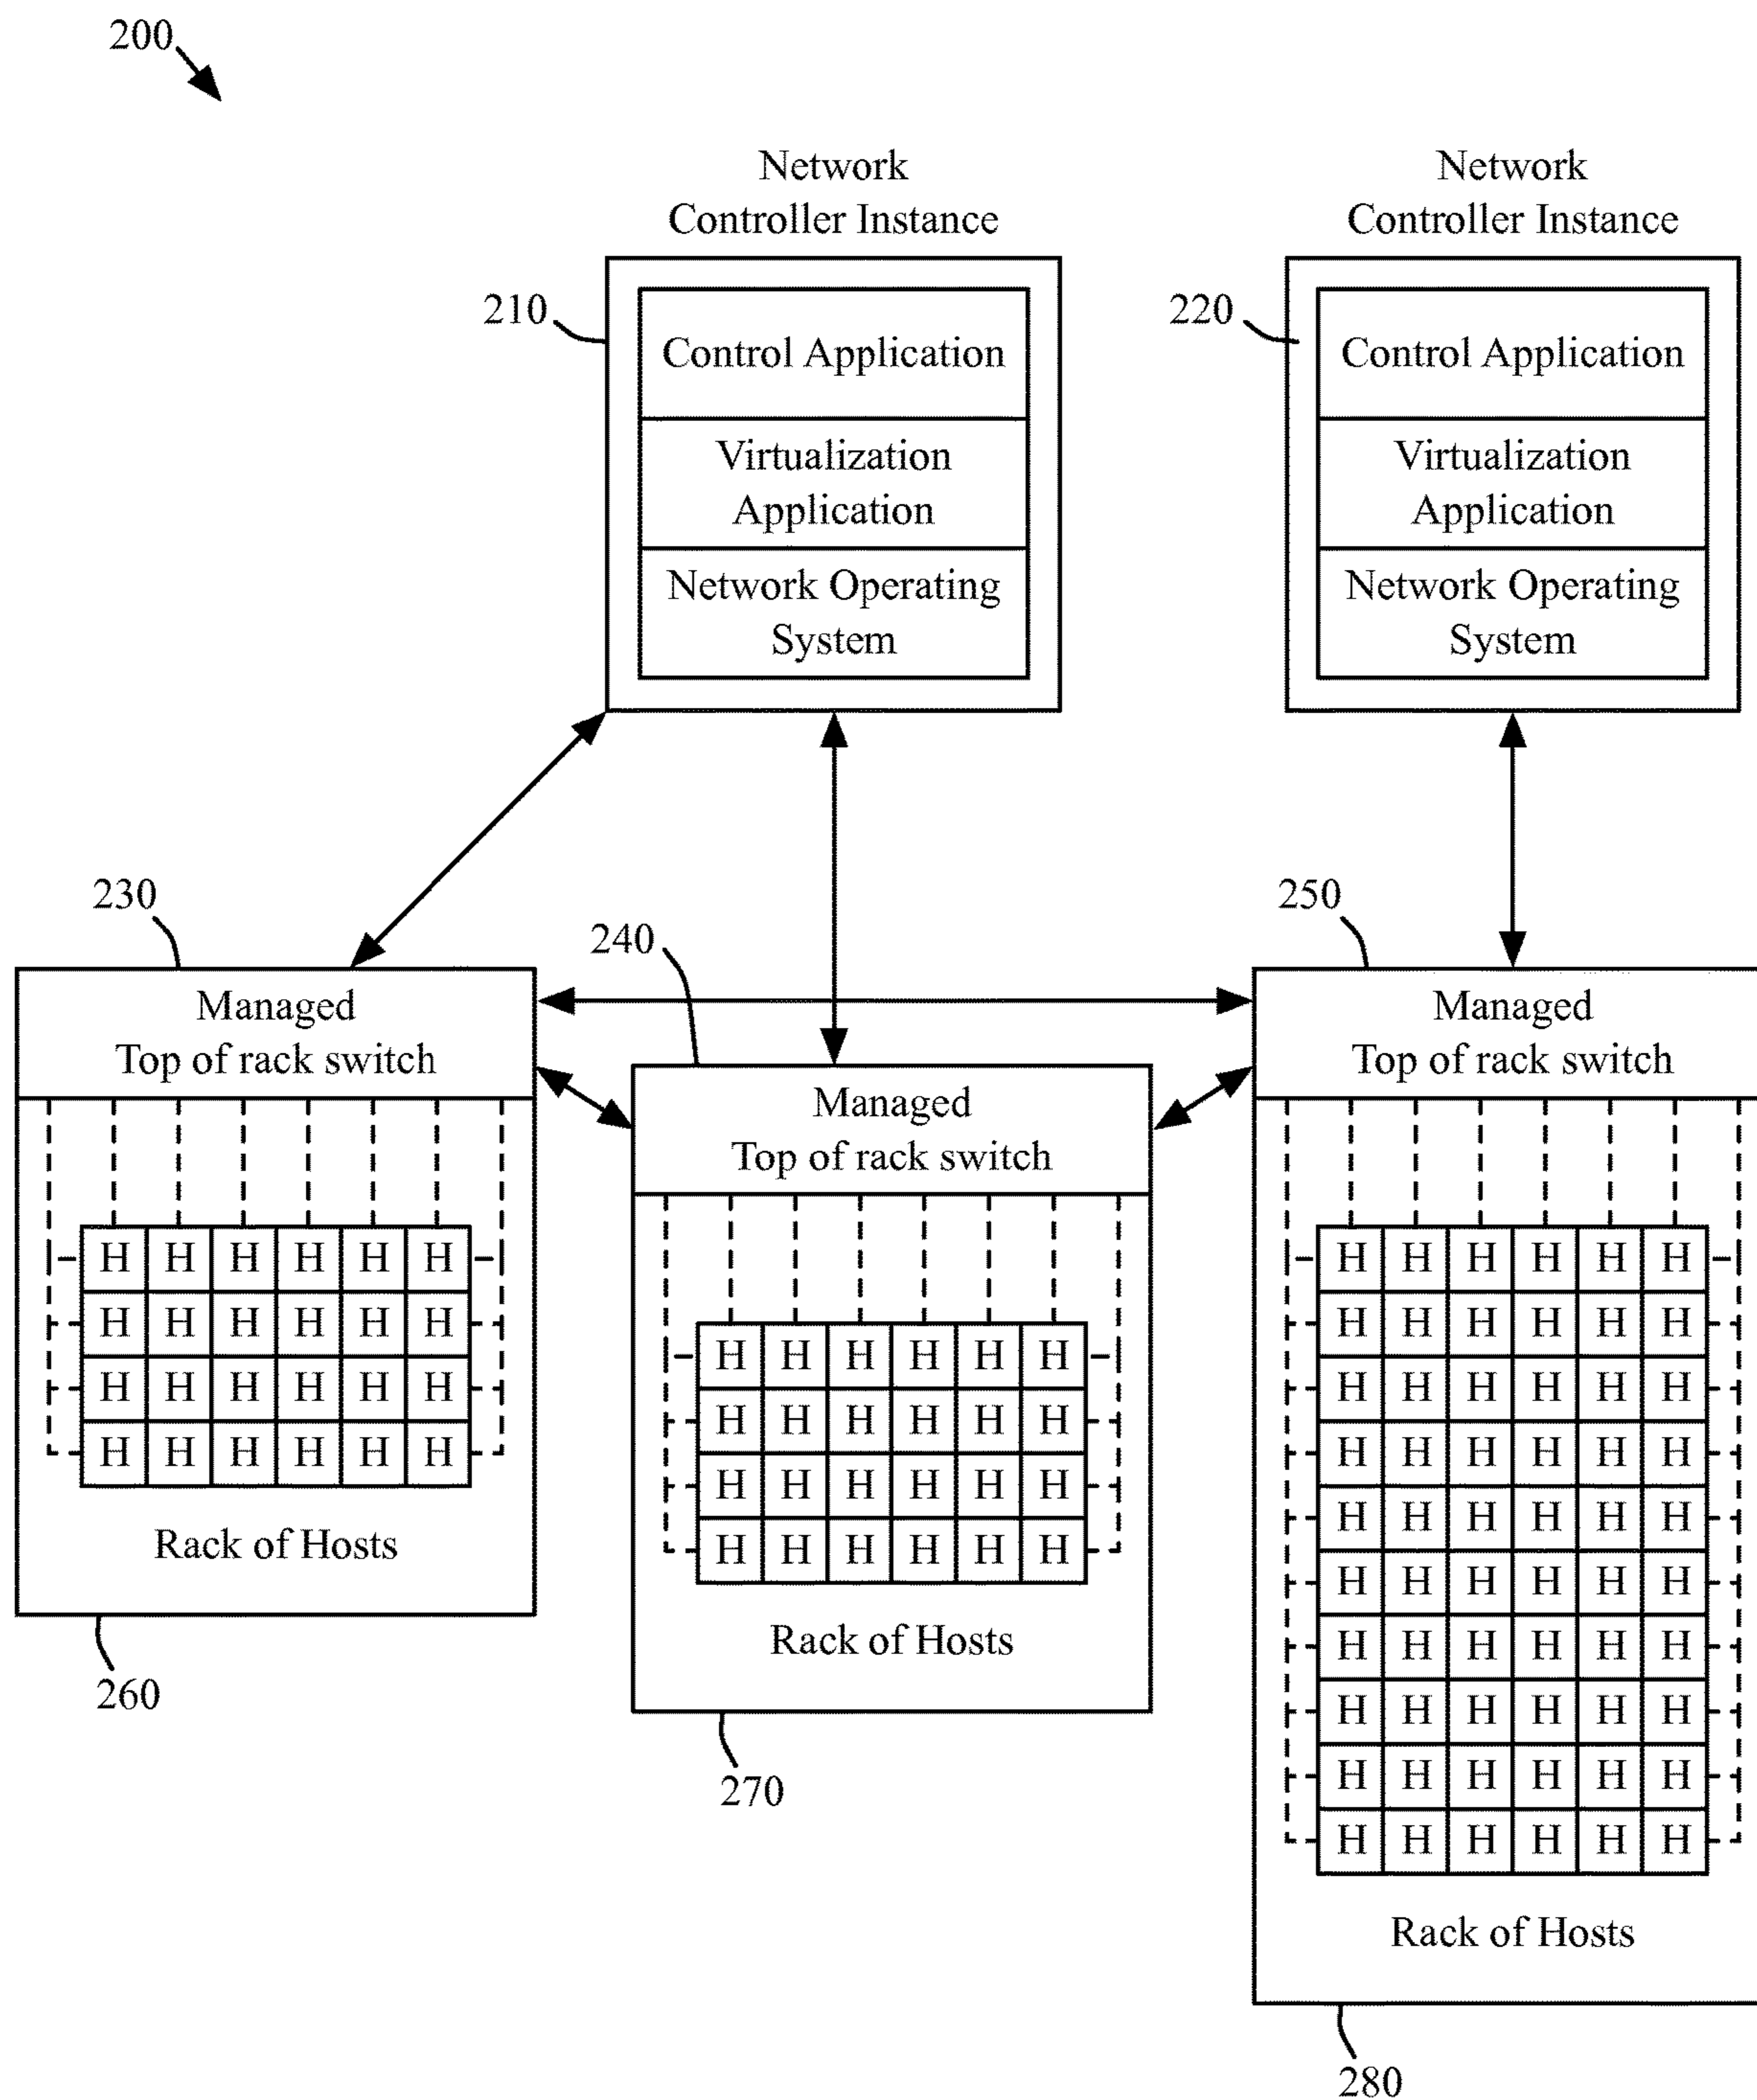 200
Network
Controller Instance
210
Control Application
Virtualization
Application
Network Operating
System
Network
Controller Instance
220
Control Application
Virtualization
Application
Network Operating
System
230
Managed
Top of rack switch
H H H H H H
H H H H H H
H H H H H H
H H H H H H
Rack of Hosts
260
240
Managed
Top of rack switch
H H H H H H
H H H H H H
H H H H H H
H H H H H H
Rack of Hosts
270
250
Managed
Top of rack switch
H H H H H H
H H H H H H
H H H H H H
H H H H H H
H H H H H H
H H H H H H
H H H H H H
H H H H H H
H H H H H H
H H H H H H
Rack of Hosts
280